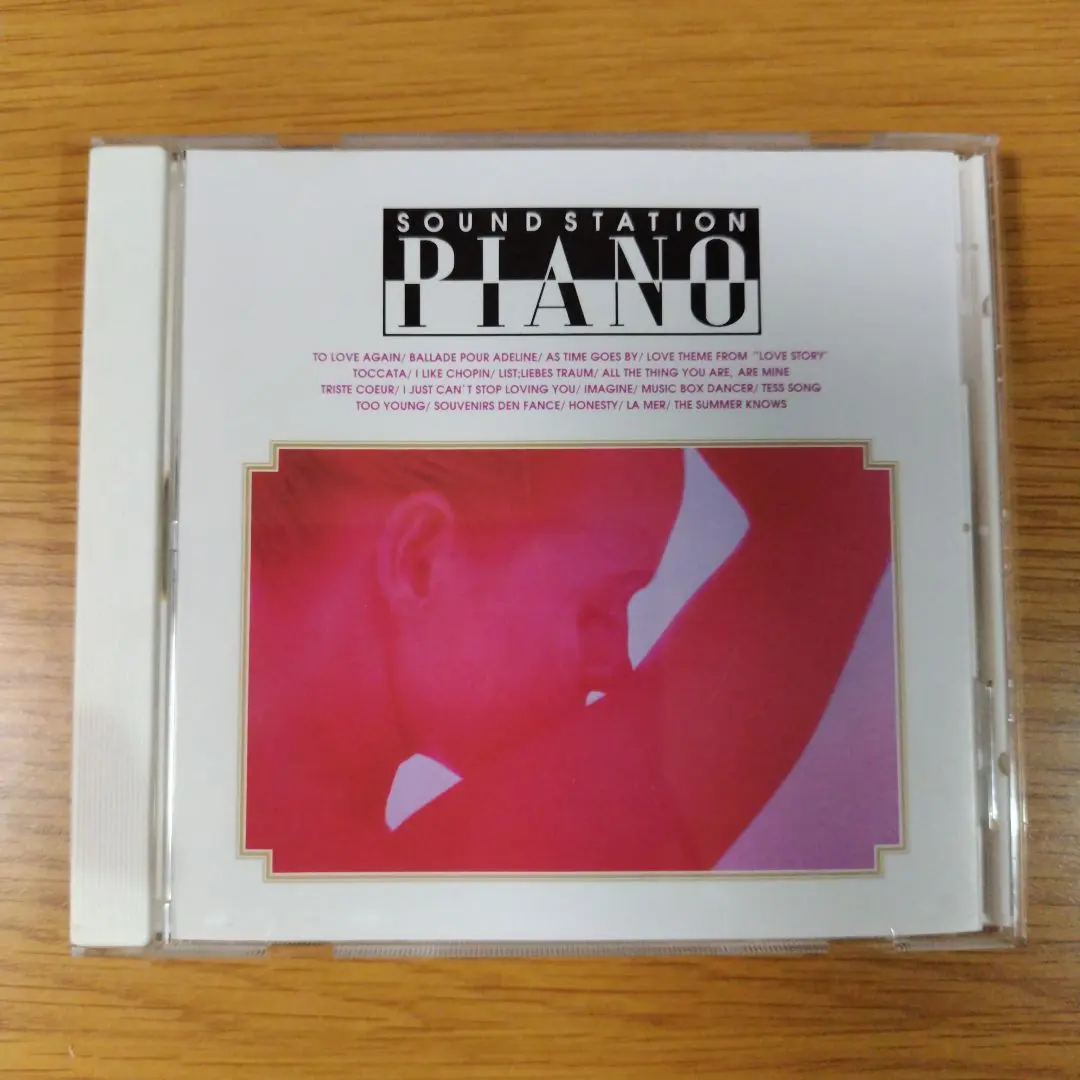 SOUND STATION
PIANO
TO LOVE AGAIN/ BALLADE POUR ADELINE/ AS TIME GOES BY/ LOVE THEME FROM "LOVE STORY"
TOCCATA/ I LIKE CHOPIN/ LIST;LIEBES TRAUM/ ALL THE THING YOU ARE, ARE MINE
TRISTE COEUR/ I JUST CAN'T STOP LOVING YOU/ IMAGINE/ MUSIC BOX DANCER/ TESS SONG
TOO YOUNG/ SOUVENIRS DEN FANCE/ HONESTY/ LA MER/ THE SUMMER KNOWS